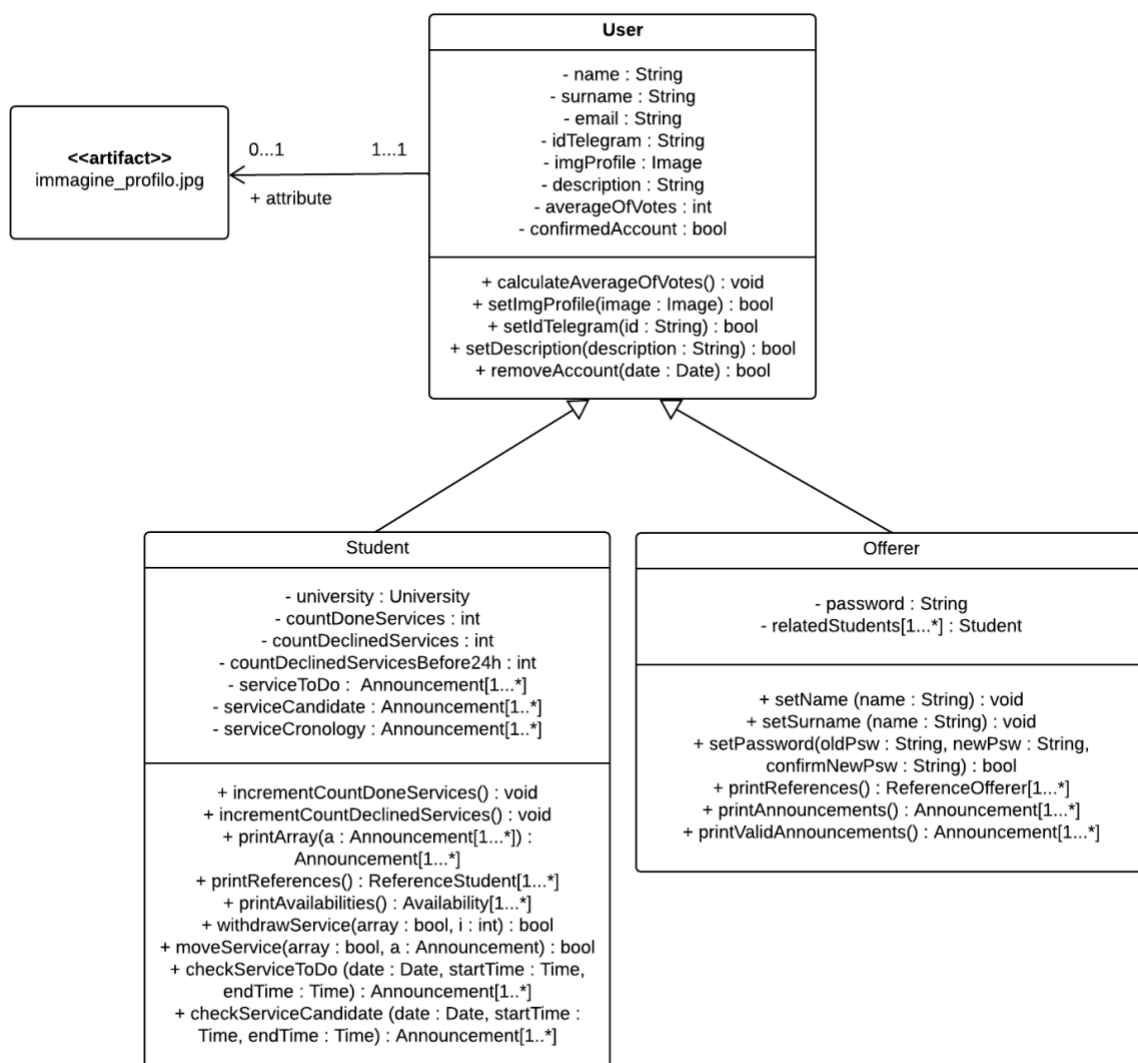 User
- name : String
- surname : String
- email : String
- idTelegram : String
- imgProfile : Image
- description : String
- averageOfVotes : int
- confirmedAccount : bool
+ calculateAverageOfVotes() : void
+ setImgProfile(image : Image) : bool
+ setIdTelegram(id : String) : bool
+ setDescription(description : String) : bool
+ removeAccount(date : Date) : bool
<<artifact>>
immagine_profilo.jpg
0...1
1...1
+ attribute
Student
- university : University
- countDoneServices : int
- countDeclinedServices : int
- countDeclinedServicesBefore24h : int
- serviceToDo : Announcement[1...*]
- serviceCandidate : Announcement[1..*]
- serviceCronology : Announcement[1...*]
+ incrementCountDoneServices() : void
+ incrementCountDeclinedServices() : void
+ printArray(a : Announcement[1...*]) :
Announcement[1...*]
+ printReferences() : ReferenceStudent[1...*]
+ printAvailabilities() : Availability[1...*]
+ withdrawService(array : bool, i : int) : bool
+ moveService(array : bool, a : Announcement) : bool
+ checkServiceToDo (date : Date, startTime : Time,
endTime : Time) : Announcement[1..*]
+ checkServiceCandidate (date : Date, startTime :
Time, endTime : Time) : Announcement[1..*]
Offerer
- password : String
- relatedStudents[1...*] : Student
+ setName (name : String) : void
+ setSurname (name : String) : void
+ setPassword(oldPsw : String, newPsw : String,
confirmNewPsw : String) : bool
+ printReferences() : ReferenceOfferer[1...*]
+ printAnnouncements() : Announcement[1...*]
+ printValidAnnouncements() : Announcement[1...*]